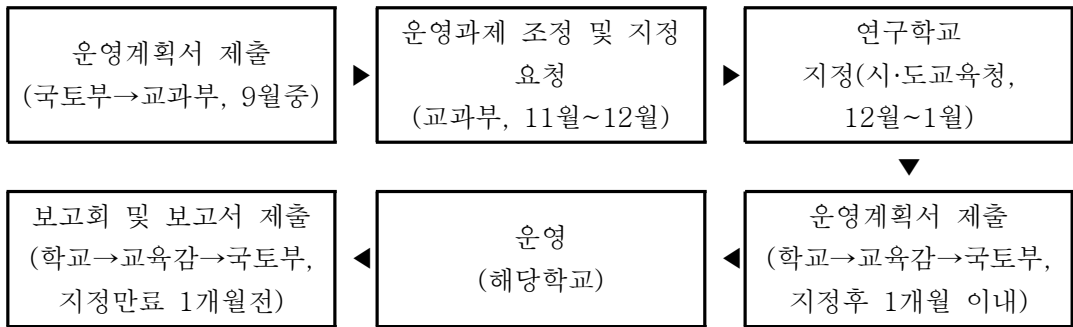 운영계획서 제출
(국토부→교과부, 9월중)
▶
운영과제 조정 및 지정
요청
(교과부, 11월~12월)
▶
연구학교
지정(시·도교육청,
12월~1월)
▼
운영계획서 제출
(학교→교육감→국토부,
지정후 1개월 이내)
◀
운영
(해당학교)
◀
보고회 및 보고서 제출
(학교→교육감→국토부,
지정만료 1개월전)